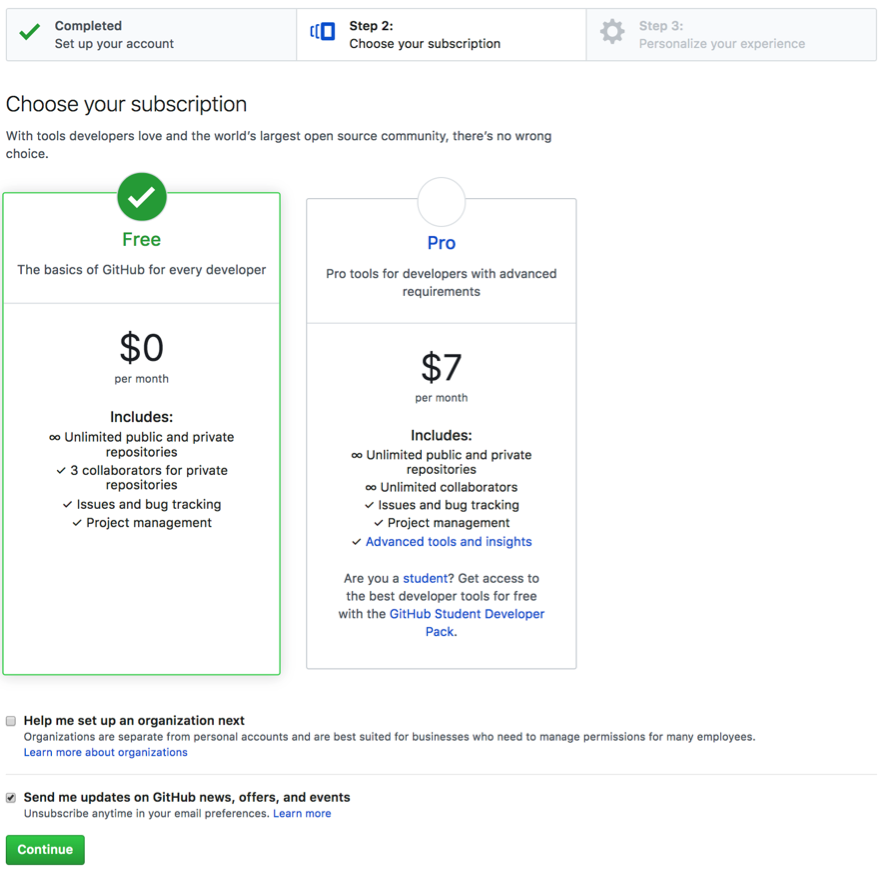 Completed
Set up your account
Step 2:
Choose your subscription
Step 3:
Personalize your experience
Choose your subscription
With tools developers love and the world's largest open source community, there's no wrong
choice.
Free
The basics of GitHub for every developer
$0
per month
Includes:
∞ Unlimited public and private
repositories
✓ 3 collaborators for private
repositories
✓ Issues and bug tracking
✓ Project management
Pro
Pro tools for developers with advanced
requirements
$7
per month
Includes:
∞ Unlimited public and private
repositories
∞ Unlimited collaborators
✓ Issues and bug tracking
✓ Project management
✓ Advanced tools and insights
Are you a student? Get access to
the best developer tools for free
with the GitHub Student Developer
Pack.
Help me set up an organization next
Organizations are separate from personal accounts and are best suited for businesses who need to manage permissions for many employees.
Learn more about organizations
Send me updates on GitHub news, offers, and events
Unsubscribe anytime in your email preferences. Learn more
Continue